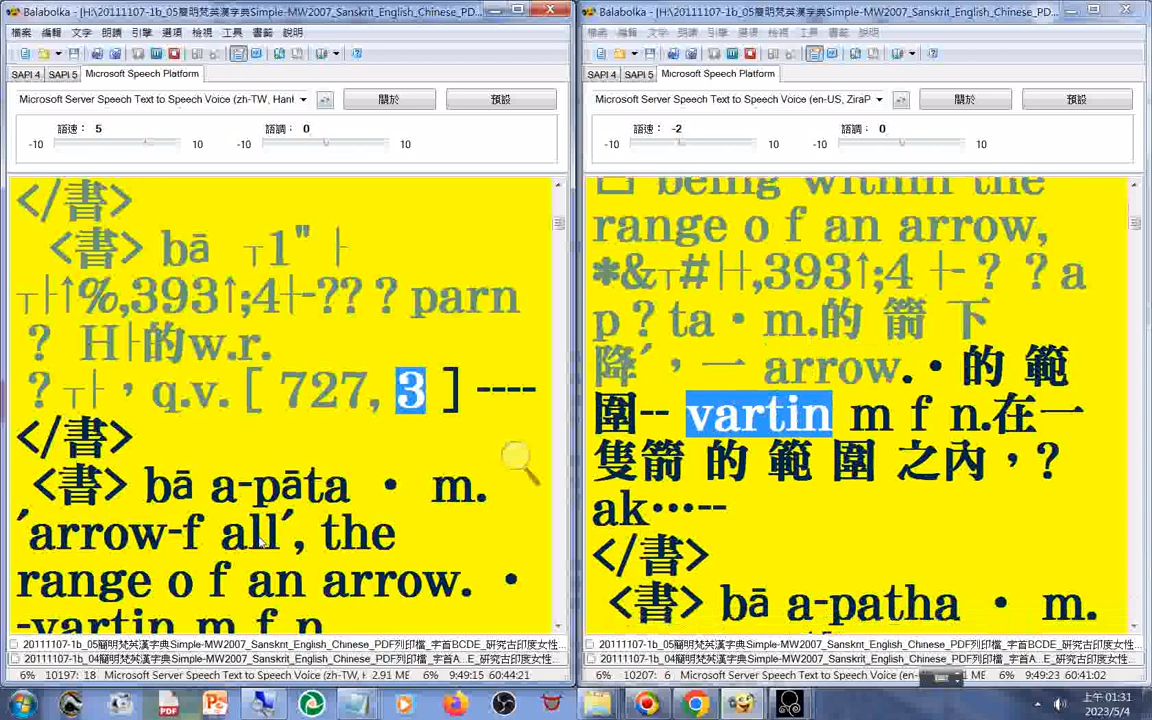 Balabolka - [H:\20111107-1b_05簡明梵英漢字典Simple-MW2007_Sanskrit_English_Chinese_PD...
檔案 編輯 文字 朗讀 引擎 選項 檢視 工具 書籤 說明
SAPI 4 SAPI 5 Microsoft Speech Platform
Microsoft Server Speech Text to Speech Voice (zh-TW, Hanl
關於 預設
語速： 5 語調： 0
-10 10 -10 10
</書>
<書> bā ┬1" ├
┬├↑%,393↑;4┼-?? ? parn
? H├的w.r.
? ┬├，q.v. [ 727, 3 ] ----
</書>
<書> bā a-pāta • m.
´arrow-f all´, the
range o f an arrow. •
-vartin m f n.
20111107-1b_05簡明梵英漢字典Simple-MW2007_Sanskrit_English_Chinese_PDF列印檔_字首BCDE_研究古印度女性...
20111107-1b_04簡明梵英漢字典Simple-MW2007_Sanskrit_English_Chinese_PDF列印檔_字首A...E_研究古印度女性...
6% 10197: 18 Microsoft Server Speech Text to Speech Voice (zh-TW, H 2.91 ME 6% 9:49:15 60:44:21
Balabolka - [H:\20111107-1b_05簡明梵英漢字典Simple-MW2007_Sanskrit_English_Chinese_PD...
檔案 編輯 文字 朗讀 引擎 選項 檢視 工具 書籤 說明
SAPI 4 SAPI 5 Microsoft Speech Platform
Microsoft Server Speech Text to Speech Voice (en-US, ZiraP
關於 預設
語速： -2 語調： 0
-10 10 -10 10
being within the
range o f an arrow,
*&┬#├┼,393↑;4 ┼- ? ? a
p ? ta • m.的 箭 下
降´，一 arrow. • 的 範
圍-- vartin m f n.在一
隻箭 的 範 圍 之內，?
ak…--
</書>
<書> bā a-patha • m.
20111107-1b_05簡明梵英漢字典Simple-MW2007_Sanskrit_English_Chinese_PDF列印檔_字首BCDE_研究古印度女性...
20111107-1b_04簡明梵英漢字典Simple-MW2007_Sanskrit_English_Chinese_PDF列印檔_字首A...E_研究古印度女性...
6% 10207: 6 Microsoft Server Speech Text to Speech Voice (en-US, ME 6% 9:49:23 60:41:02
上午 01:31
2023/5/4